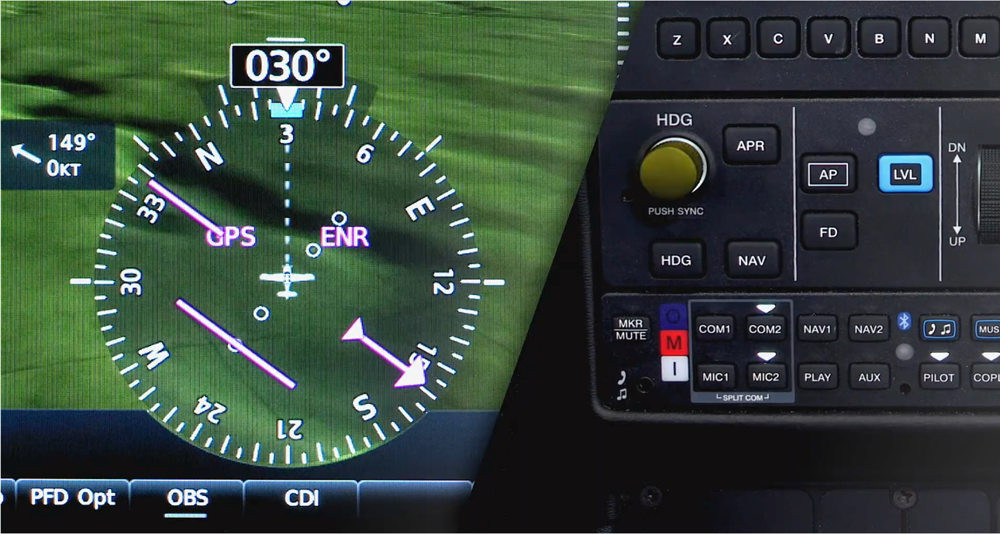 030°
149°
0KT
N
3
6
33
E
GPS
ENR
30
12
W
15
24
S
21
PFD Opt
OBS
CDI
Z X C V B N M
HDG
APR
PUSH SYNC
HDG
NAV
AP
LVL
FD
DN
UP
MKR
MUTE
O
M
I
COM1
COM2
NAV1
NAV2
MUS
MIC1
MIC2
PLAY
AUX
PILOT
COPL
SPLIT COM